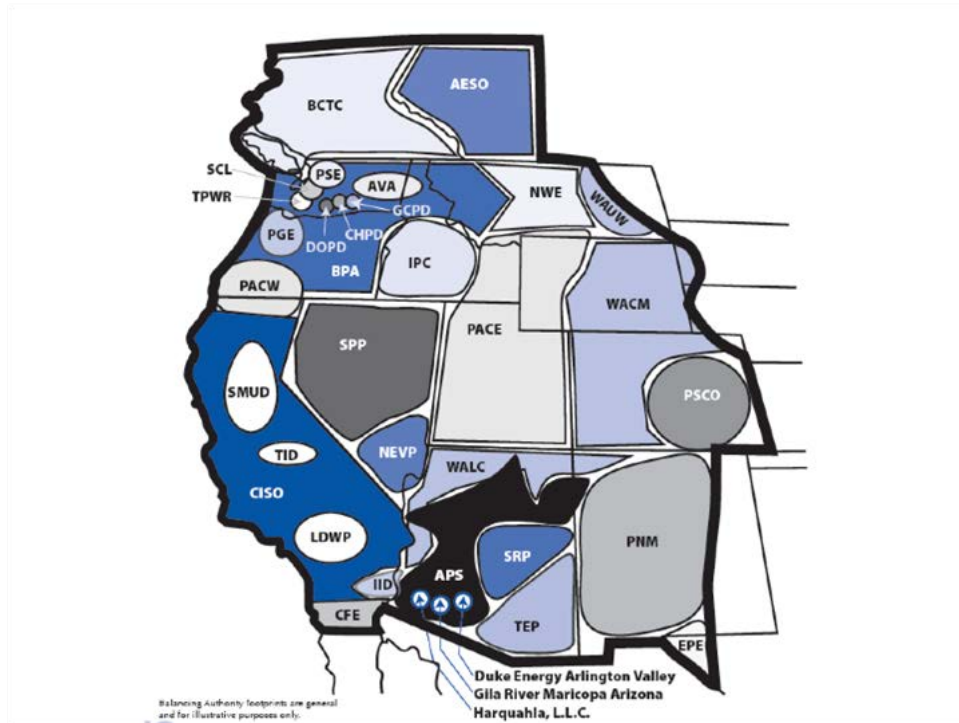 BCTC
AESO
SCL
PSE
TPWR
AVA
GCPD
NWE
WAUW
PGE
DOPD
CHPD
BPA
IPC
PACW
WACM
PACE
SPP
SMUD
PSCO
NEVP
TID
WALC
CISO
LDWP
SRP
PNM
APS
IID
CFE
TEP
EPE
Duke Energy Arlington Valley
Gila River Maricopa Arizona
Harquahla, L.L.C.
Balancing Authority footprints are general
and for illustrative purposes only.